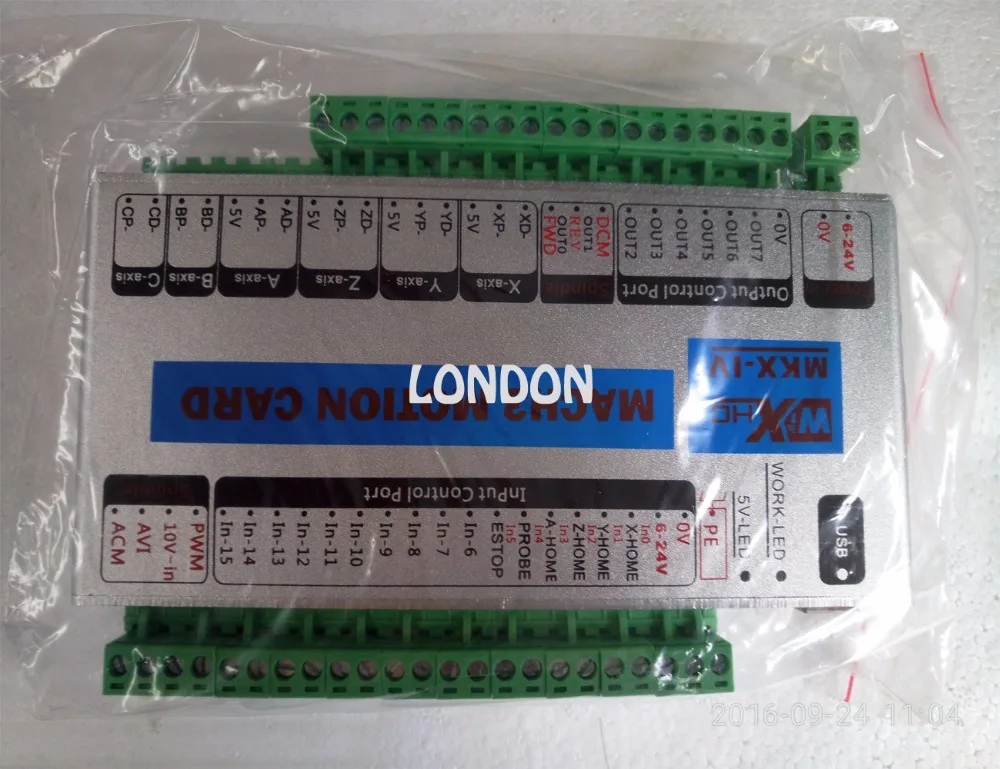 CP-
CD-
BP-
BD-
5V
AP-
AD-
5V
ZP-
ZD-
5V
YP-
YD-
5V
XP-
XD-
FWD
OUT0
REV
OUT1
DCM
OUT2
OUT3
OUT4
OUT5
OUT6
OUT7
0V
0V
6-24V
C-axis
B-axis
A-axis
Z-axis
Y-axis
X-axis
Spindle
OutPut Control Port
MKX-IV
MACH3 MOTION CARD
LONDON
WXHC
InPut Control Port
Spindle
ACM
AVI
10V-in
PWM
In-15
In-14
In-13
In-12
In-11
In-10
In-9
In-8
In-7
In-6
ESTOP
In5
PROBE
In4
A-HOME
In3
Z-HOME
In2
Y-HOME
In1
X-HOME
In0
6-24V
0V
PE
5V-LED
WORK-LED
USB
2016-09-24 11:04